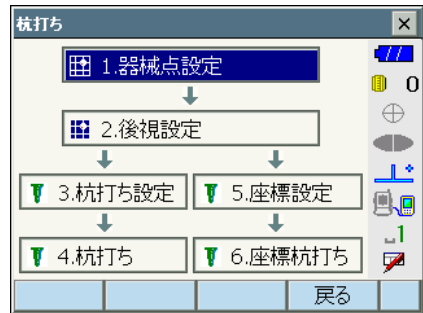 杭打ち
1.器械点設定
0
2.後視設定
3.杭打ち設定
5.座標設定
1
4.杭打ち
6.座標杭打ち
戻る